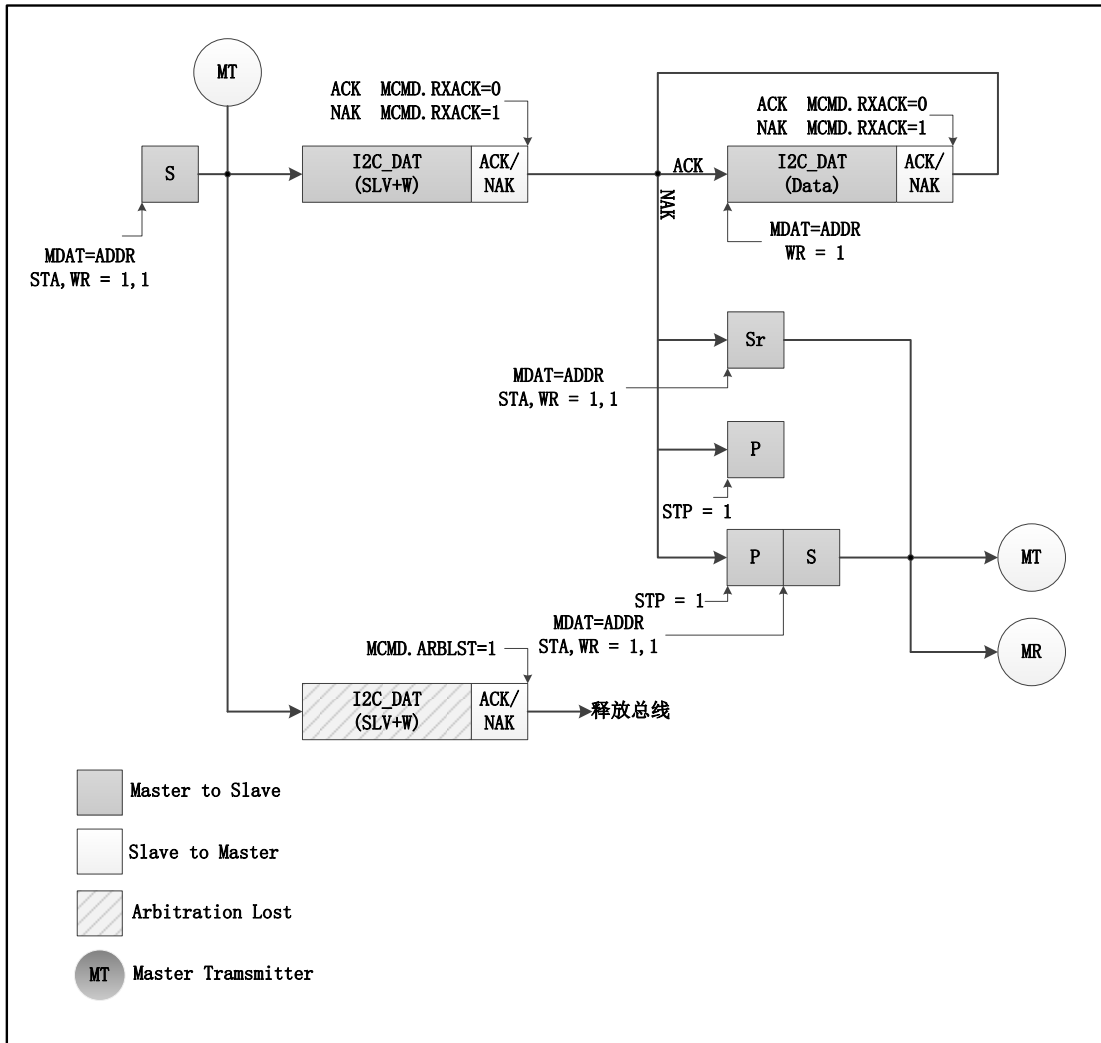 MT
ACK MCMD.RXACK=0
NAK MCMD.RXACK=1
ACK MCMD.RXACK=0
NAK MCMD.RXACK=1
S
I2C_DAT
(SLV+W)
ACK/
NAK
ACK
NAK
I2C_DAT
(Data)
ACK/
NAK
MDAT=ADDR
STA,WR = 1,1
MDAT=ADDR
WR = 1
Sr
MDAT=ADDR
STA,WR = 1,1
P
STP = 1
P
S
MT
STP = 1
MDAT=ADDR
STA,WR = 1,1
MR
MCMD.ARBLST=1
I2C_DAT
(SLV+W)
ACK/
NAK
释放总线
Master to Slave
Slave to Master
Arbitration Lost
MT
Master Tramsmitter